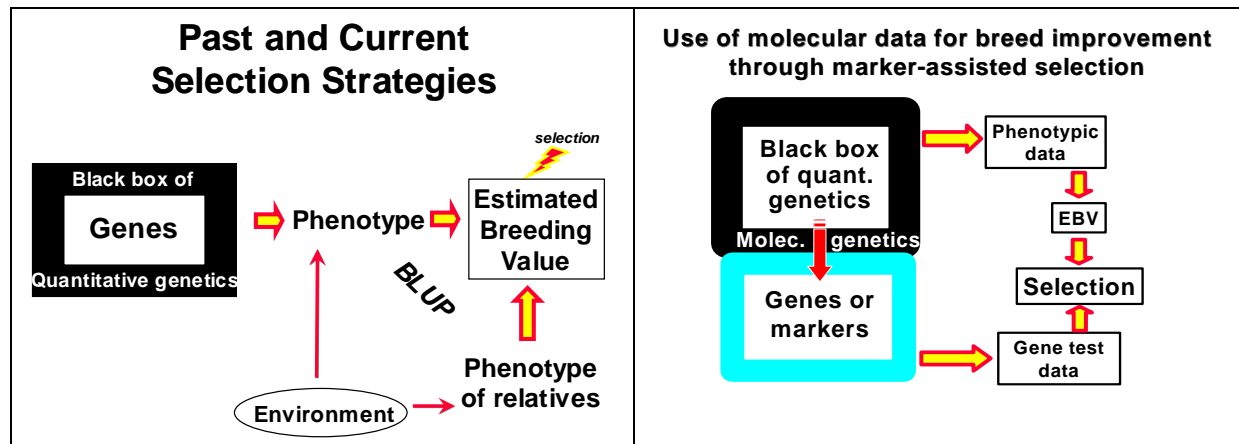 Past and Current
Selection Strategies
selection
Black box of
Genes
Quantitative genetics
Phenotype
Estimated
Breeding
Value
BLUP
Phenotype
of relatives
Environment
Use of molecular data for breed improvement
through marker-assisted selection
Black box
of quant.
genetics
Molec. genetics
Genes or
markers
Phenotypic
data
EBV
Selection
Gene test
data